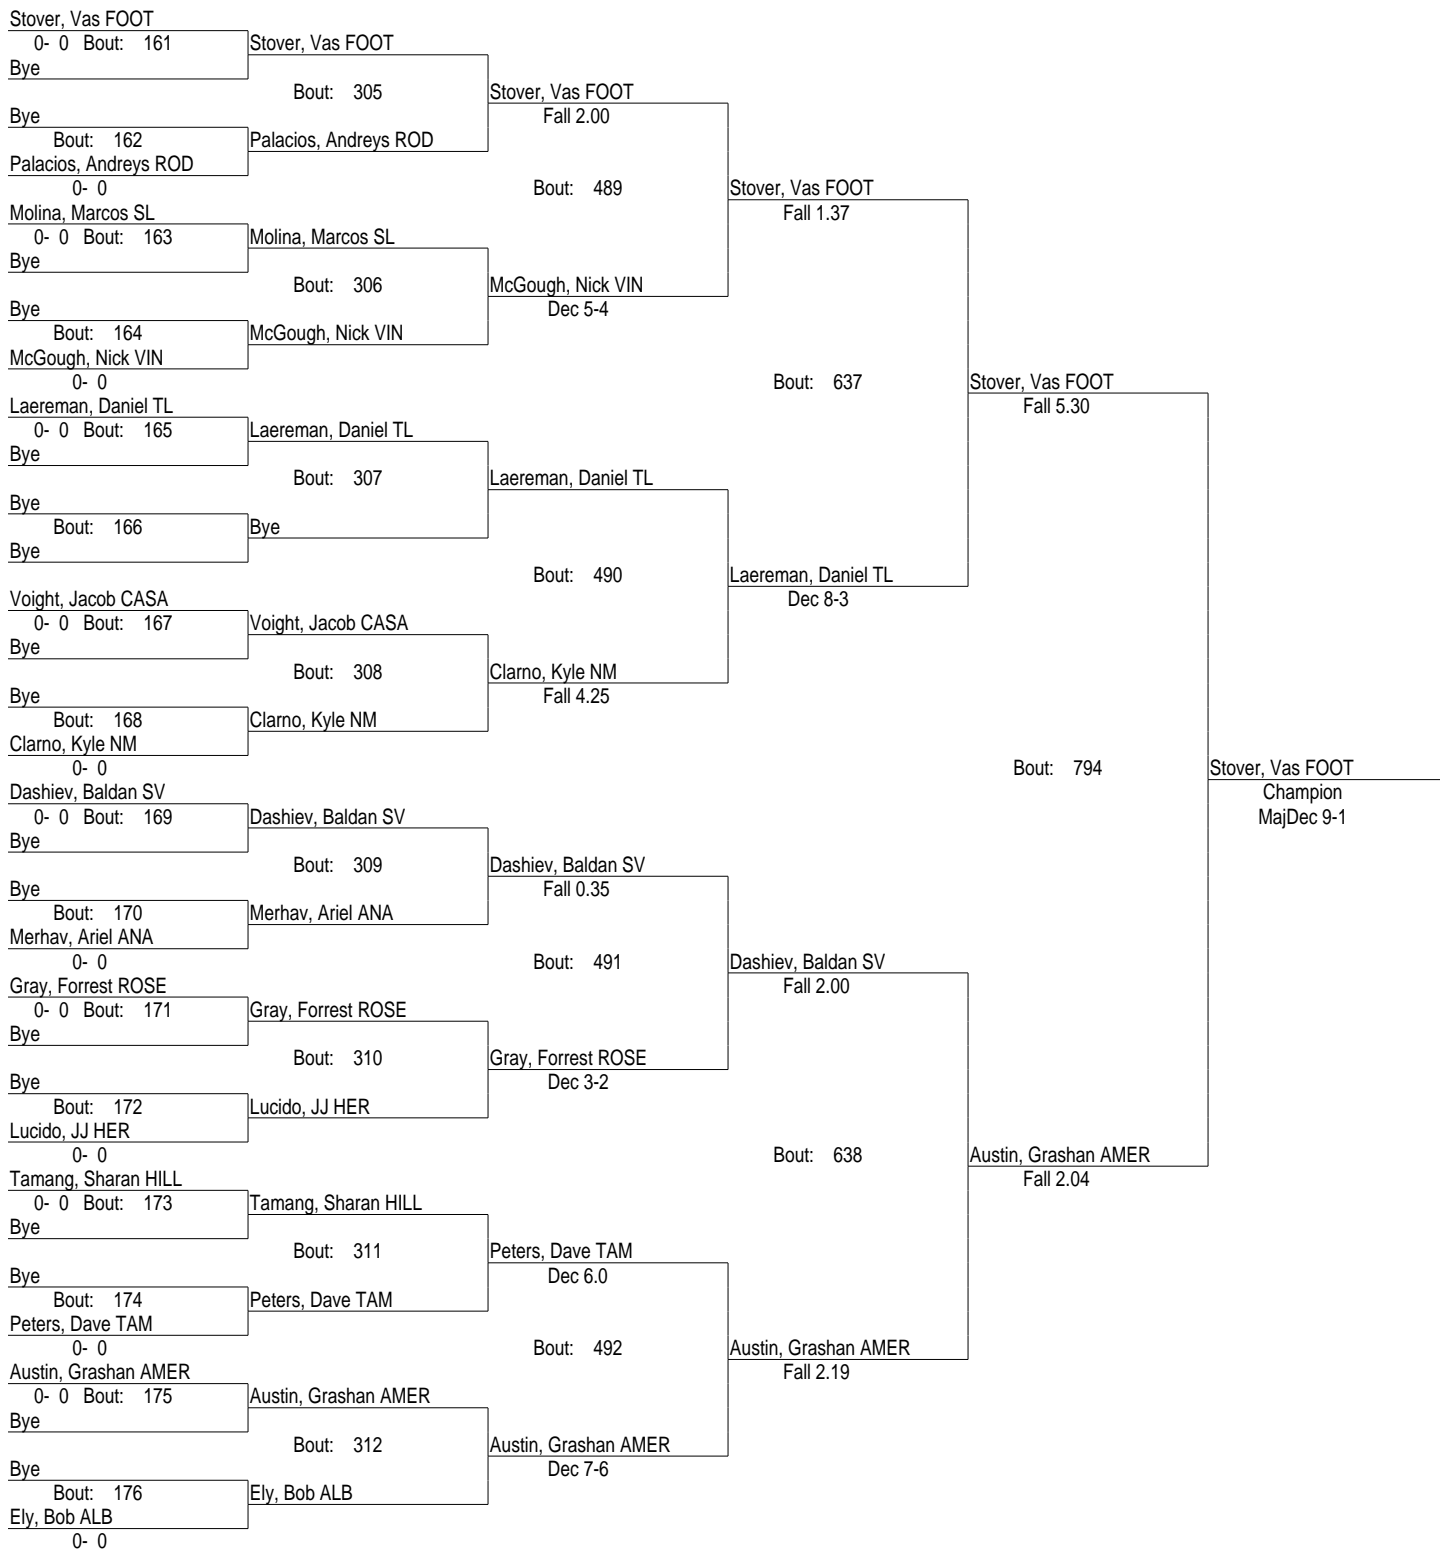 Stover, Vas FOOT
0- 0 Bout: 161
Stover, Vas FOOT
Bye
Bout: 305
Stover, Vas FOOT
Bye
Fall 2.00
Bout: 162
Palacios, Andreys ROD
Palacios, Andreys ROD
0- 0
Bout: 489
Stover, Vas FOOT
Molina, Marcos SL
Fall 1.37
0- 0 Bout: 163
Molina, Marcos SL
Bye
Bout: 306
McGough, Nick VIN
Bye
Dec 5-4
Bout: 164
McGough, Nick VIN
McGough, Nick VIN
0- 0
Bout: 637
Stover, Vas FOOT
Laereman, Daniel TL
Fall 5.30
0- 0 Bout: 165
Laereman, Daniel TL
Bye
Bout: 307
Laereman, Daniel TL
Bye
Bout: 166
Bye
Bye
Bout: 490
Laereman, Daniel TL
Voight, Jacob CASA
Dec 8-3
0- 0 Bout: 167
Voight, Jacob CASA
Bye
Bout: 308
Clarno, Kyle NM
Bye
Fall 4.25
Bout: 168
Clarno, Kyle NM
Clarno, Kyle NM
0- 0
Bout: 794
Stover, Vas FOOT
Dashiev, Baldan SV
Champion
0- 0 Bout: 169
Dashiev, Baldan SV
MajDec 9-1
Bye
Bout: 309
Dashiev, Baldan SV
Bye
Fall 0.35
Bout: 170
Merhav, Ariel ANA
Merhav, Ariel ANA
0- 0
Bout: 491
Dashiev, Baldan SV
Gray, Forrest ROSE
Fall 2.00
0- 0 Bout: 171
Gray, Forrest ROSE
Bye
Bout: 310
Gray, Forrest ROSE
Bye
Dec 3-2
Bout: 172
Lucido, JJ HER
Lucido, JJ HER
0- 0
Bout: 638
Austin, Grashan AMER
Tamang, Sharan HILL
Fall 2.04
0- 0 Bout: 173
Tamang, Sharan HILL
Bye
Bout: 311
Peters, Dave TAM
Bye
Dec 6.0
Bout: 174
Peters, Dave TAM
Peters, Dave TAM
0- 0
Bout: 492
Austin, Grashan AMER
Austin, Grashan AMER
Fall 2.19
0- 0 Bout: 175
Austin, Grashan AMER
Bye
Bout: 312
Austin, Grashan AMER
Bye
Dec 7-6
Bout: 176
Ely, Bob ALB
Ely, Bob ALB
0- 0